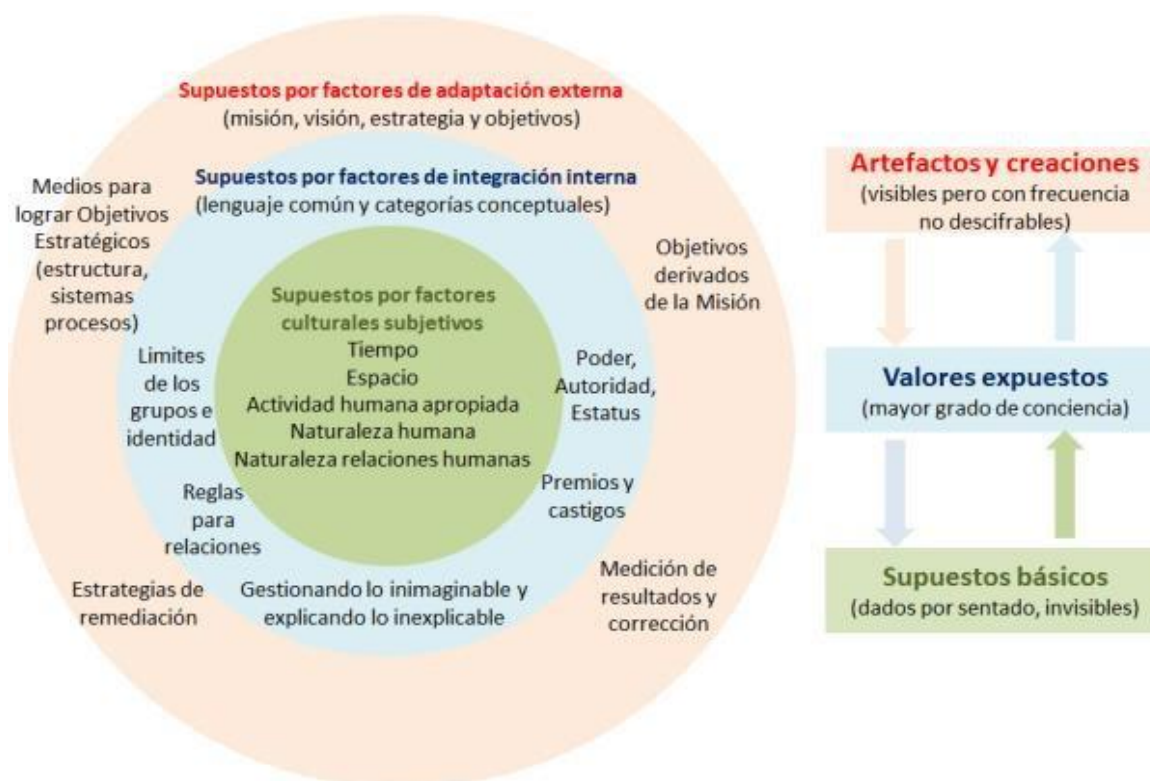 Supuestos por factores de adaptación externa
(misión, visión, estrategia y objetivos)
Supuestos por factores de integración interna
(lenguaje común y categorías conceptuales)
Medios para
lograr Objetivos
Estratégicos
(estructura,
sistemas
procesos)
Objetivos
derivados
de la Misión
Supuestos por factores
culturales subjetivos
Tiempo
Espacio
Actividad humana apropiada
Naturaleza humana
Naturaleza relaciones humanas
Limites
de los
grupos e
identidad
Poder,
Autoridad,
Estatus
Reglas
para
relaciones
Premios y
castigos
Estrategias de
remediación
Gestionando lo inimaginable y
explicando lo inexplicable
Medición de
resultados y
corrección
Artefactos y creaciones
(visibles pero con frecuencia
no descifrables)
Valores expuestos
(mayor grado de conciencia)
Supuestos básicos
(dados por sentado, invisibles)